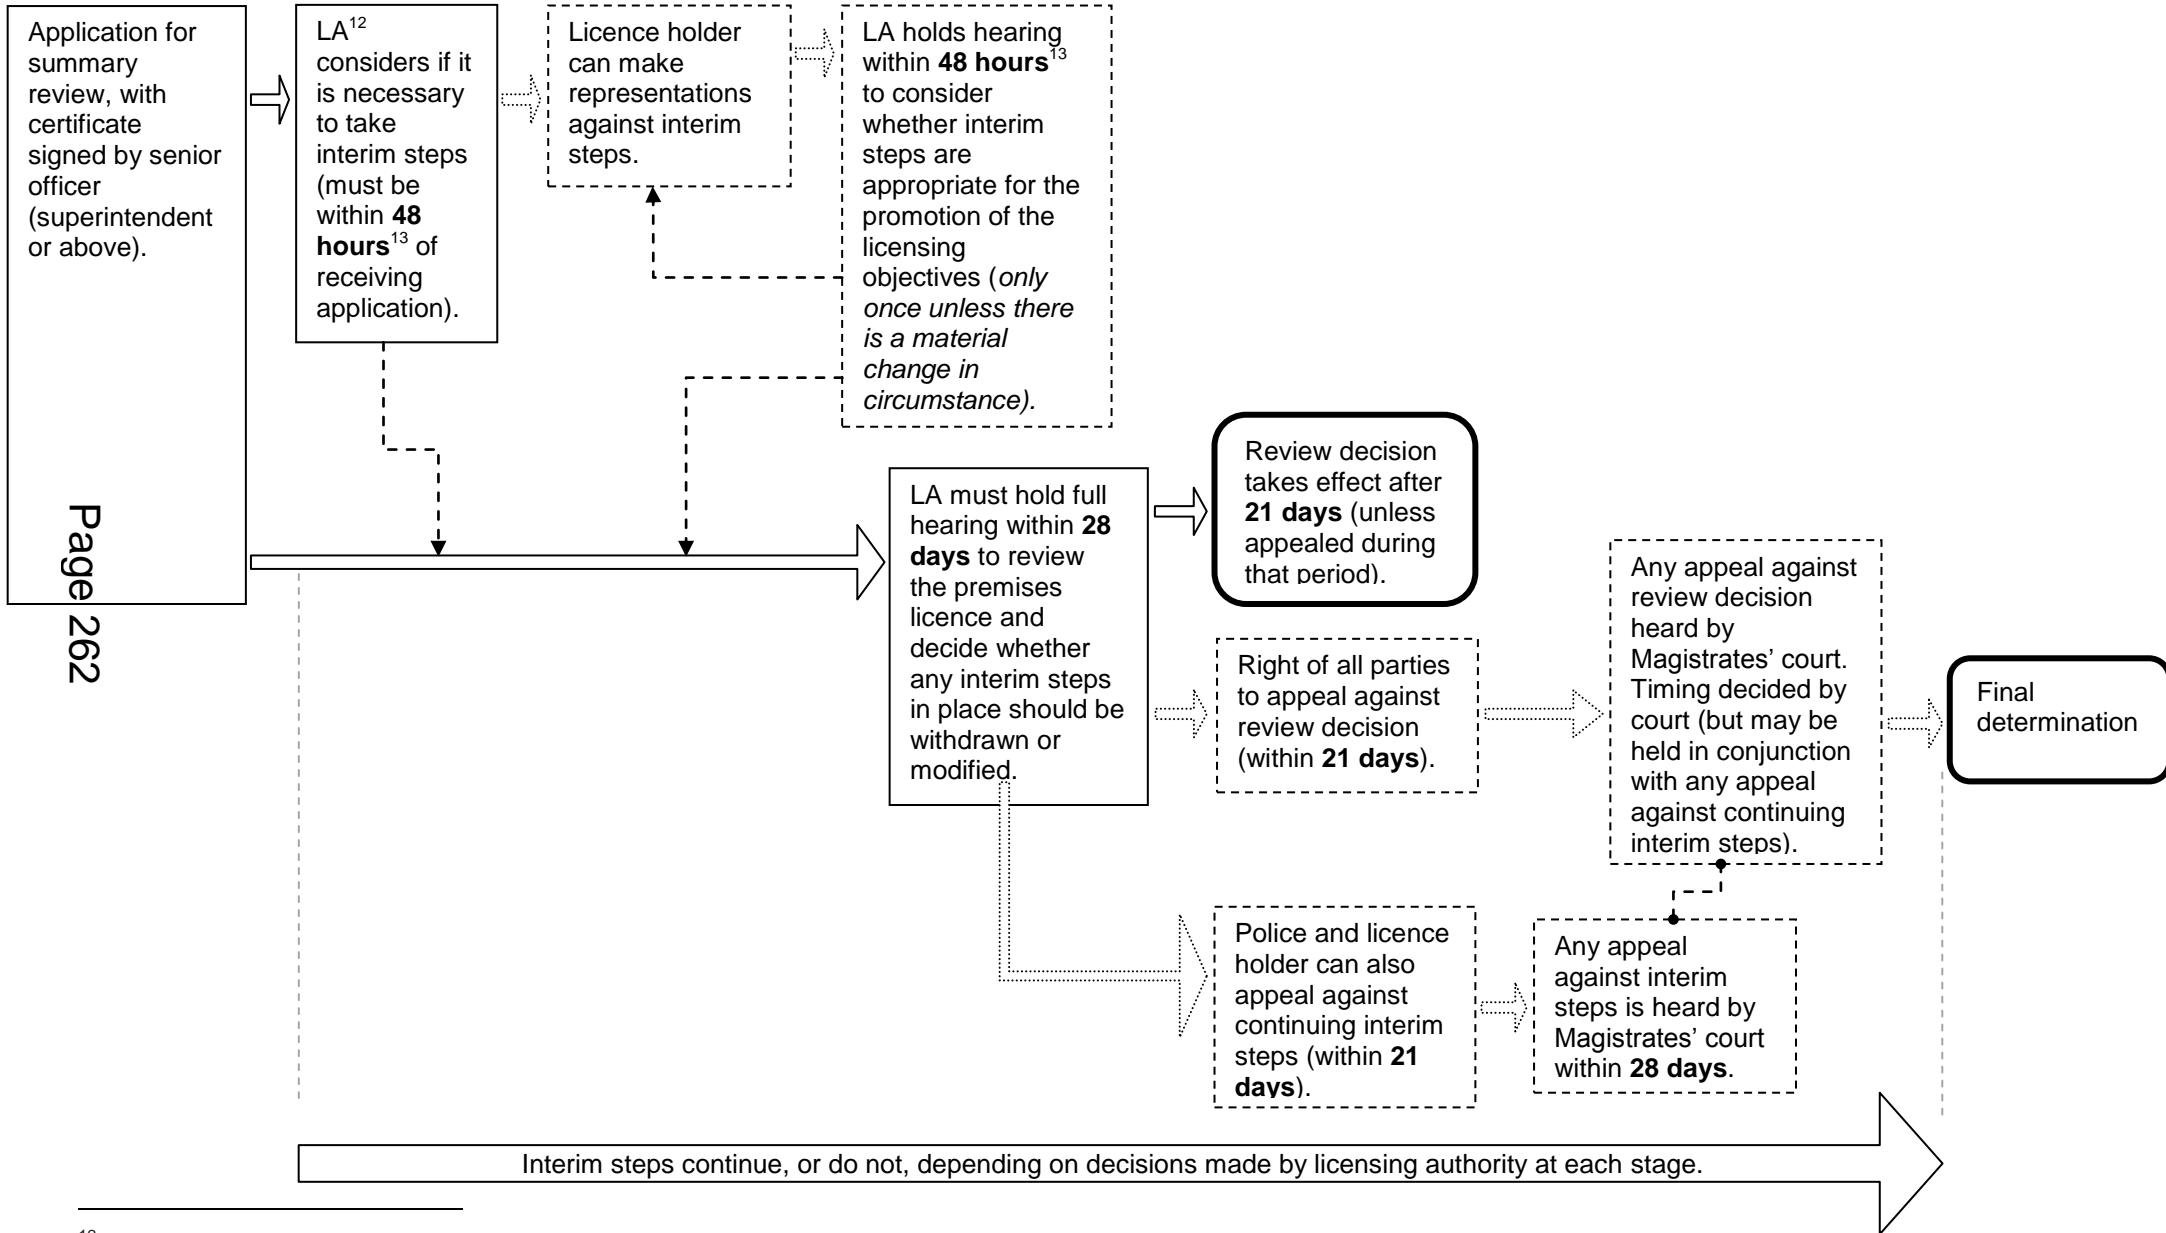 Application for
summary
review, with
certificate
signed by senior
officer
(superintendent
or above).
LA12
considers if it
is necessary
to take
interim steps
(must be
within 48
hours13 of
receiving
application).
Licence holder
can make
representations
against interim
steps.
LA holds hearing
within 48 hours13
to consider
whether interim
steps are
appropriate for the
promotion of the
licensing
objectives (only
once unless there
is a material
change in
circumstance).
LA must hold full
hearing within 28
days to review
the premises
licence and
decide whether
any interim steps
in place should be
withdrawn or
modified.
Review decision
takes effect after
21 days (unless
appealed during
that period).
Right of all parties
to appeal against
review decision
(within 21 days).
Any appeal against
review decision
heard by
Magistrates’ court.
Timing decided by
court (but may be
held in conjunction
with any appeal
against continuing
interim steps).
Final
determination
Police and licence
holder can also
appeal against
continuing interim
steps (within 21
days).
Any appeal
against interim
steps is heard by
Magistrates’ court
within 28 days.
Interim steps continue, or do not, depending on decisions made by licensing authority at each stage.
Page 262